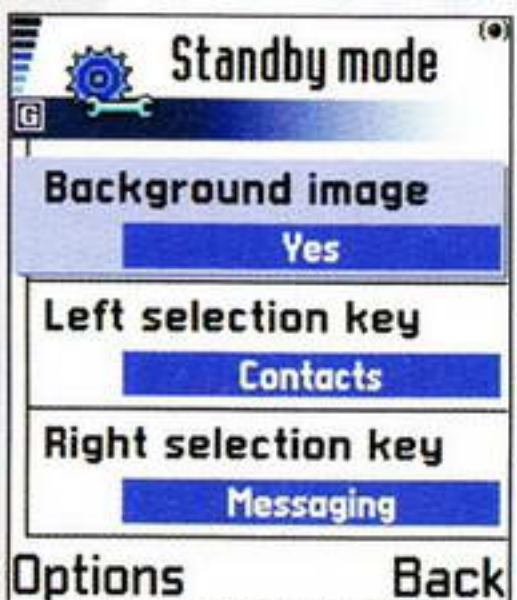 Standby mode
G
Background image
Yes
Left selection key
Contacts
Right selection key
Messaging
Options Back